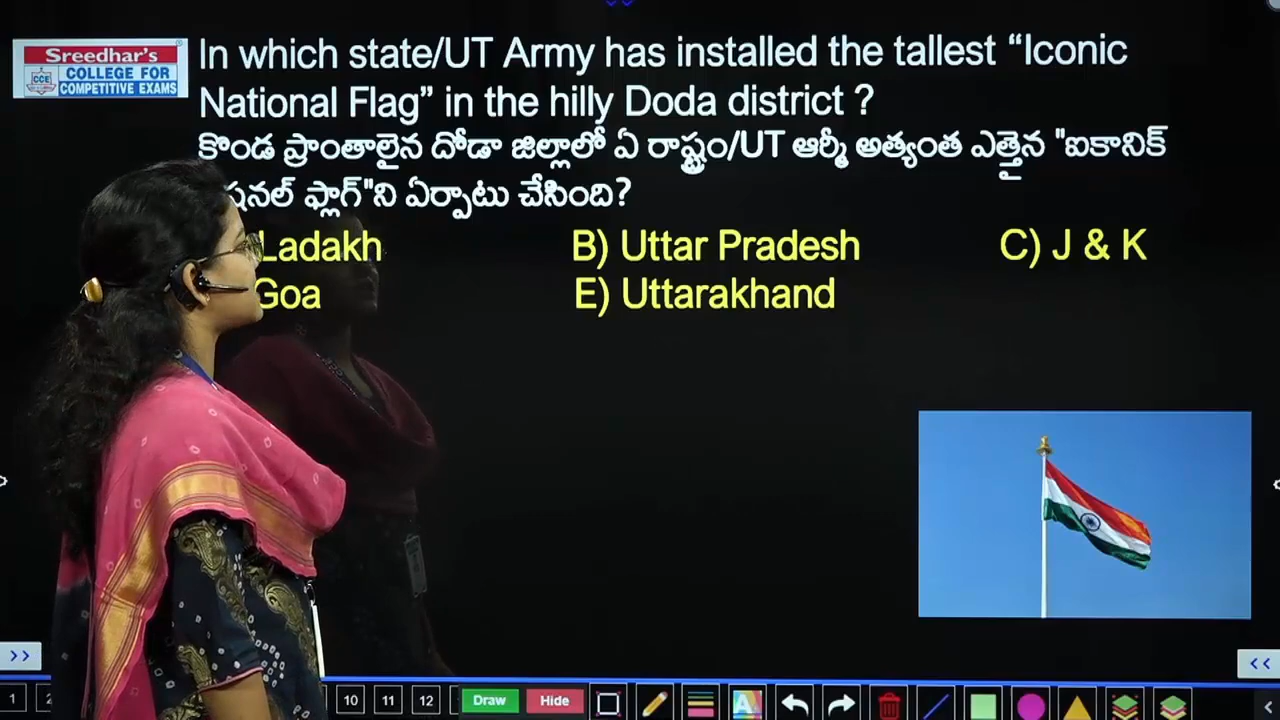 Sreedhar's
CCE
COLLEGE FOR
COMPETITIVE EXAMS
In which state/UT Army has installed the tallest “Iconic
National Flag” in the hilly Doda district ?
కొండ ప్రాంతాలైన దోడా జిల్లాలో ఏ రాష్ట్రం/UT ఆర్మీ అత్యంత ఎత్తైన "ఐకానిక్
షనల్ ఫ్లాగ్"ని ఏర్పాటు చేసింది?
Ladakh B) Uttar Pradesh C) J & K
Goa E) Uttarakhand
>> <<
1 2 10 11 12 Draw Hide A <